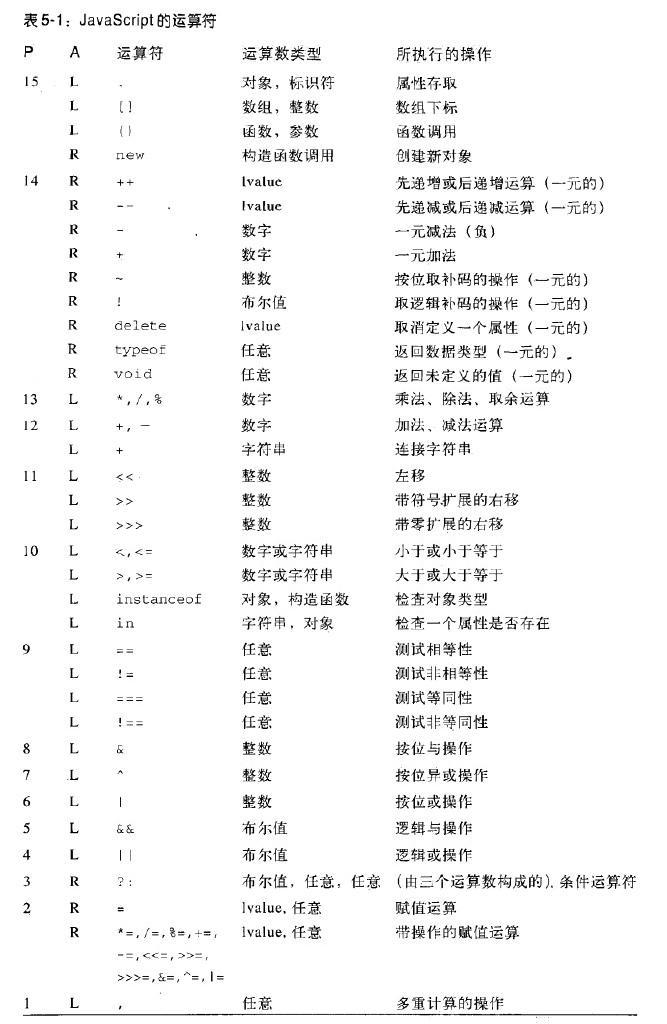 表5-1：JavaScript的运算符
P A 运算符 运算数类型 所执行的操作
15 L . 对象，标识符 属性存取
L [] 数组，整数 数组下标
L () 函数，参数 函数调用
R new 构造函数调用 创建新对象
14 R ++ lvalue 先递增或后递增运算（一元的）
R -- lvalue 先递减或后递减运算（一元的）
R - 数字 一元减法（负）
R + 数字 一元加法
R ~ 整数 按位取补码的操作（一元的）
R ! 布尔值 取逻辑补码的操作（一元的）
R delete lvalue 取消定义一个属性（一元的）
R typeof 任意 返回数据类型（一元的）
R void 任意 返回未定义的值（一元的）
13 L *,/,% 数字 乘法、除法、取余运算
12 L +, - 数字 加法、减法运算
L + 字符串 连接字符串
11 L << 整数 左移
L >> 整数 带符号扩展的右移
L >>> 整数 带零扩展的右移
10 L <,<= 数字或字符串 小于或小于等于
L >,>= 数字或字符串 大于或大于等于
L instanceof 对象，构造函数 检查对象类型
L in 字符串，对象 检查一个属性是否存在
9 L == 任意 测试相等性
L != 任意 测试非相等性
L === 任意 测试等同性
L !== 任意 测试非等同性
8 L & 整数 按位与操作
7 L ^ 整数 按位异或操作
6 L | 整数 按位或操作
5 L && 布尔值 逻辑与操作
4 L || 布尔值 逻辑或操作
3 R ?: 布尔值，任意，任意 （由三个运算数构成的）条件运算符
2 R = lvalue, 任意 赋值运算
R *=,/=,%=,+=, lvalue, 任意 带操作的赋值运算
-=,<<=,>>=,
>>>=,&=,^=,|=
1 L , 任意 多重计算的操作